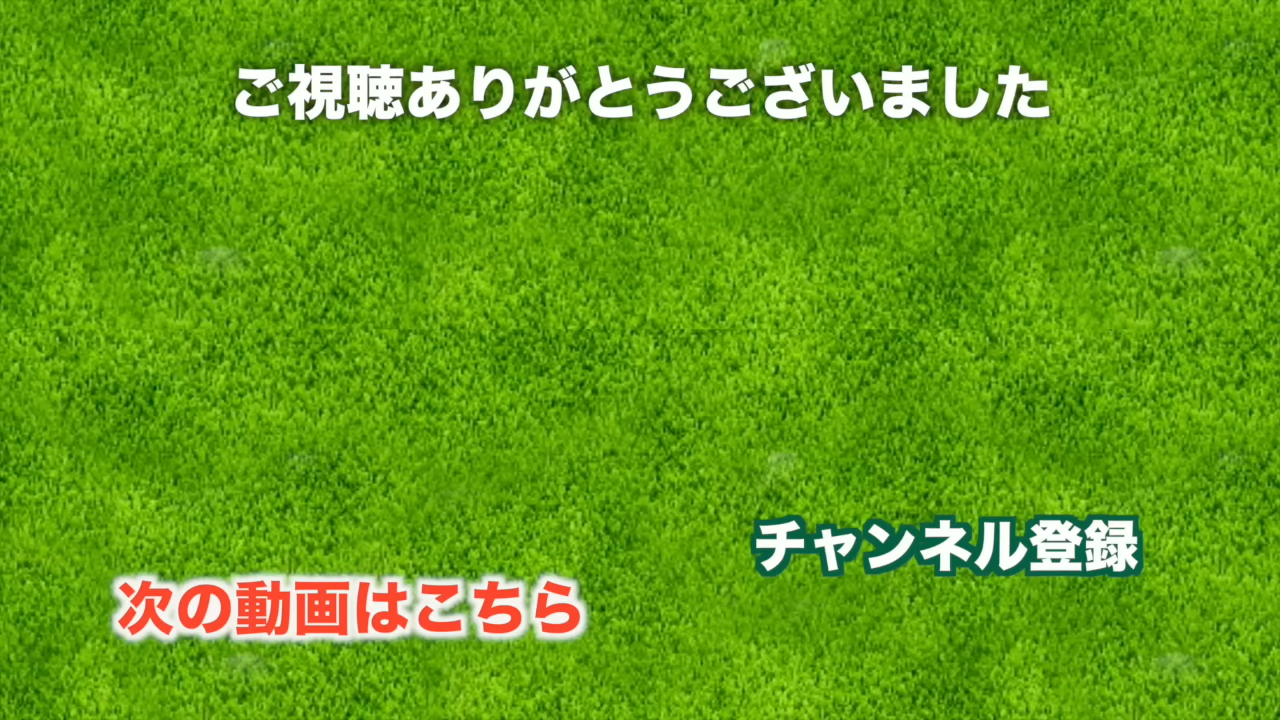 ご視聴ありがとうございました
チャンネル登録
次の動画はこちら